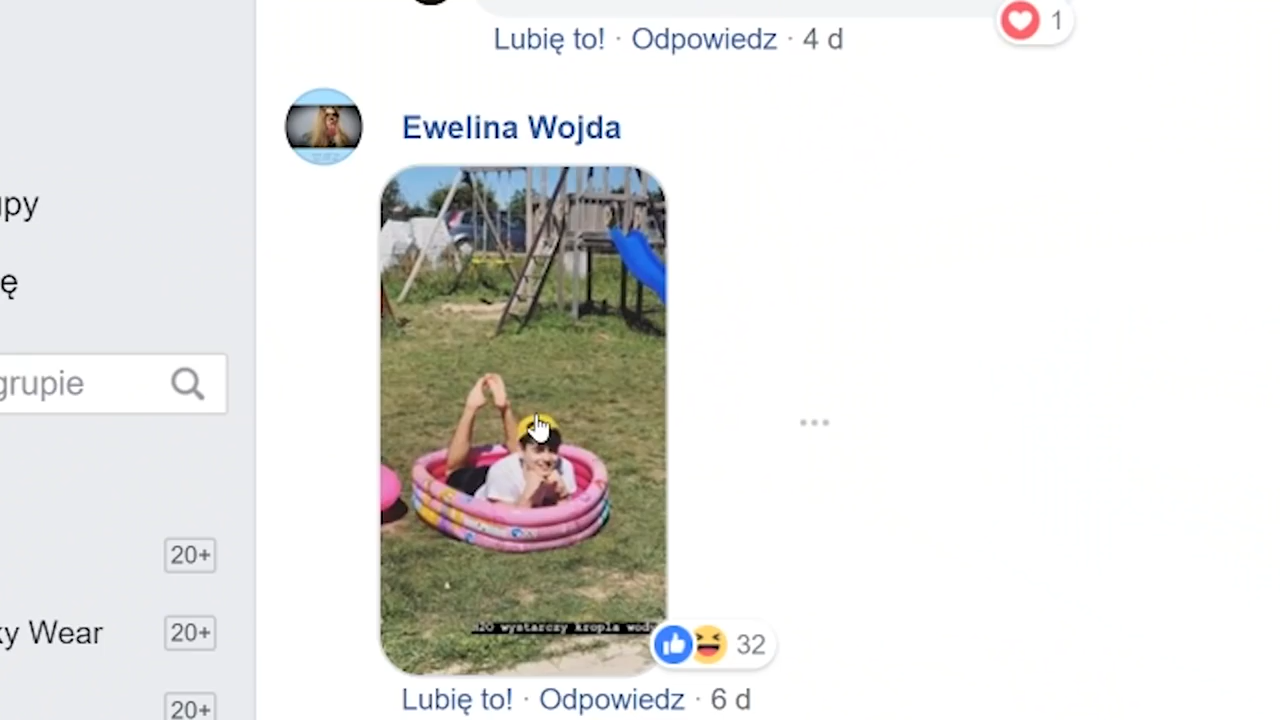 Lubię to! · Odpowiedz · 4 d
1
Ewelina Wojda
py
ę
grupie
20+
y Wear
20+
20+
H2O wystarczy kropla wody
32
Lubię to! · Odpowiedz · 6 d